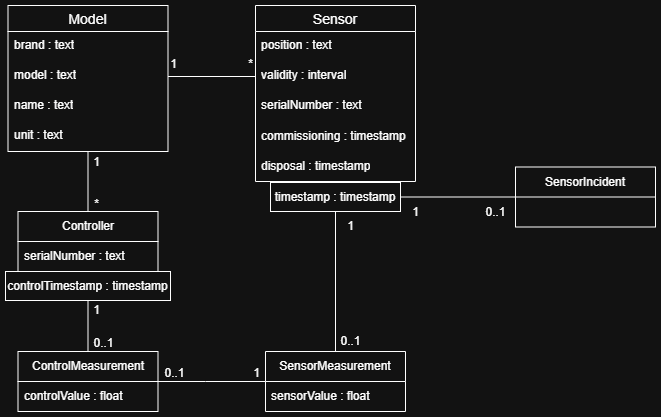 Model
brand : text
model : text
name : text
unit : text
1
*
Sensor
position : text
validity : interval
serialNumber : text
commissioning : timestamp
disposal : timestamp
timestamp : timestamp
1
0..1
SensorIncident
1
*
Controller
serialNumber : text
controlTimestamp : timestamp
1
0..1
1
0..1
ControlMeasurement
controlValue : float
0..1
1
SensorMeasurement
sensorValue : float